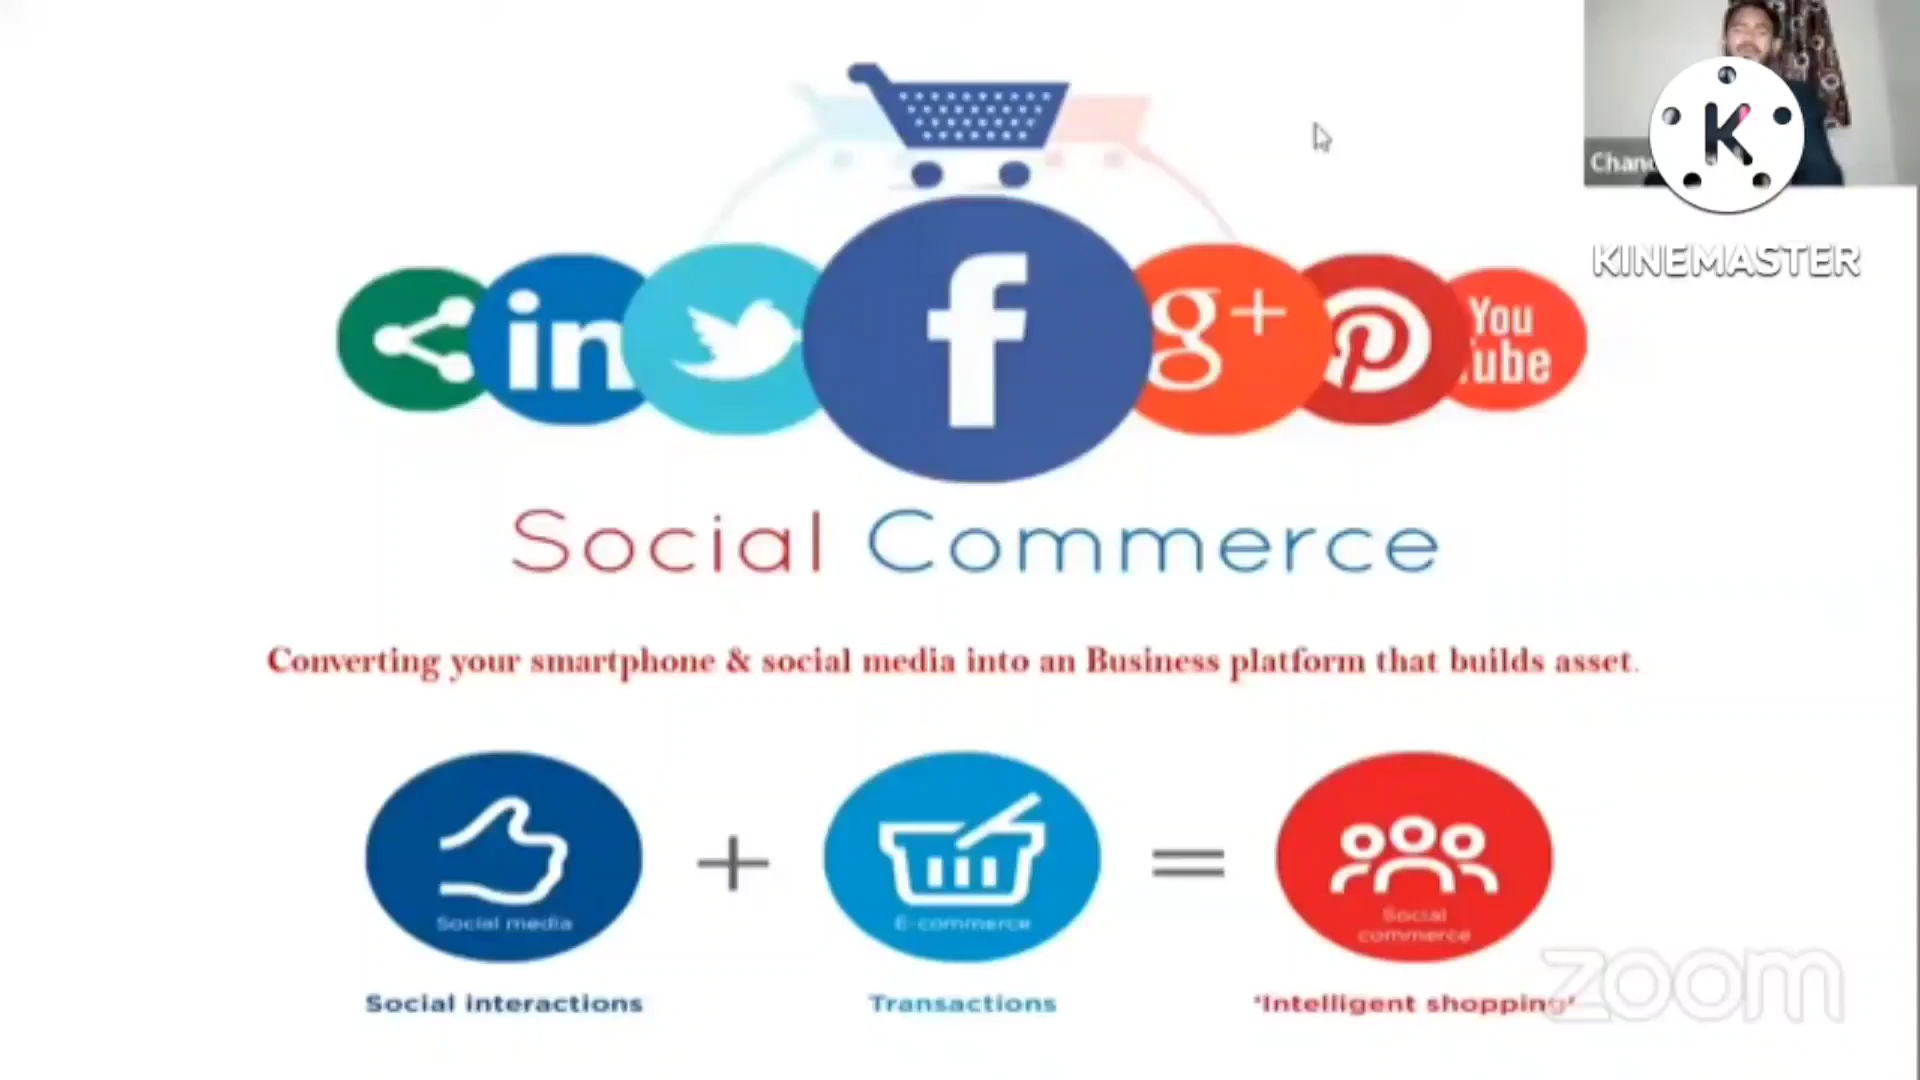 in
f
g+
You
Tube
K
KINEMASTER
Social Commerce
Converting your smartphone & social media into an Business platform that builds asset.
Social media
+
E-commerce
=
Social
commerce
Social interactions
Transactions
'Intelligent shopping'
zoom